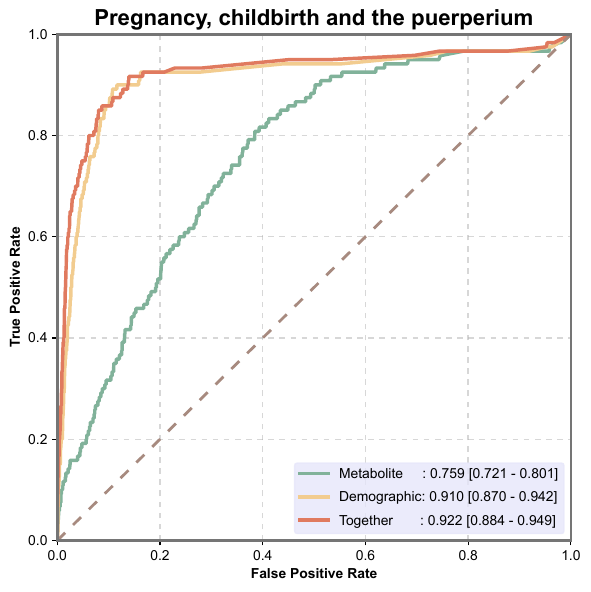 Pregnancy, childbirth and the puerperium
1.0
0.8
0.6
0.4
0.2
0.0
True Positive Rate
Metabolite : 0.759 [0.721 - 0.801]
Demographic: 0.910 [0.870 - 0.942]
Together : 0.922 [0.884 - 0.949]
0.0 0.2 0.4 0.6 0.8 1.0
False Positive Rate